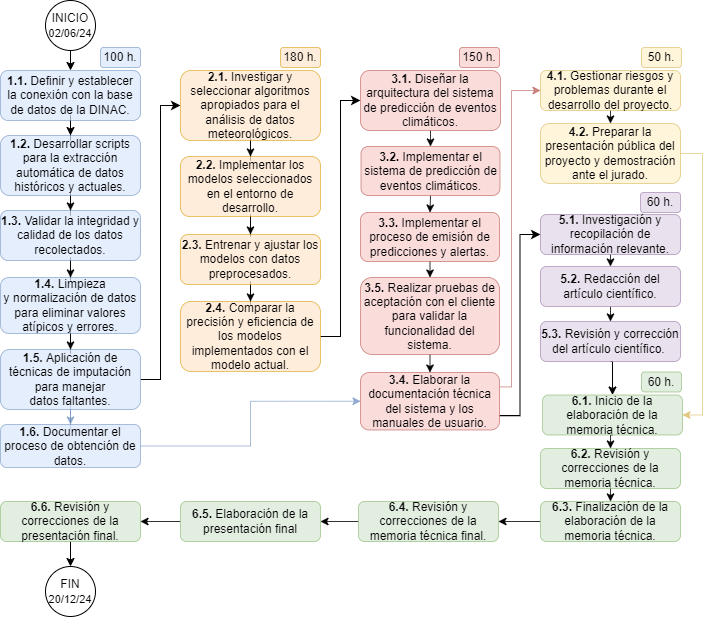 INICIO
02/06/24
100 h.
1.1. Definir y establecer
la conexión con la base
de datos de la DINAC.
1.2. Desarrollar scripts
para la extracción
automática de datos
históricos y actuales.
1.3. Validar la integridad y
calidad de los datos
recolectados.
1.4. Limpieza
y normalización de datos
para eliminar valores
atípicos y errores.
1.5. Aplicación de
técnicas de imputación
para manejar
datos faltantes.
1.6. Documentar el
proceso de obtención de
datos.
180 h.
2.1. Investigar y
seleccionar algoritmos
apropiados para el
análisis de datos
meteorológicos.
2.2. Implementar los
modelos seleccionados
en el entorno de
desarrollo.
2.3. Entrenar y ajustar los
modelos con datos
preprocesados.
2.4. Comparar la
precisión y eficiencia de
los modelos
implementados con el
modelo actual.
150 h.
3.1. Diseñar la
arquitectura del sistema
de predicción de eventos
climáticos.
3.2. Implementar el
sistema de predicción de
eventos climáticos.
3.3. Implementar el
proceso de emisión de
predicciones y alertas.
3.5. Realizar pruebas de
aceptación con el cliente
para validar la
funcionalidad del
sistema.
3.4. Elaborar la
documentación técnica
del sistema y los
manuales de usuario.
50 h.
4.1. Gestionar riesgos y
problemas durante el
desarrollo del proyecto.
4.2. Preparar la
presentación pública del
proyecto y demostración
ante el jurado.
60 h.
5.1. Investigación y
recopilación de
información relevante.
5.2. Redacción del
artículo científico.
5.3. Revisión y corrección
del artículo científico.
60 h.
6.1. Inicio de la
elaboración de la
memoria técnica.
6.2. Revisión y
correcciones de la
memoria técnica.
6.3. Finalización de la
elaboración de la
memoria técnica.
6.4. Revisión y
correcciones de la
memoria técnica final.
6.5. Elaboración de la
presentación final
6.6. Revisión y
correcciones de la
presentación final.
FIN
20/12/24